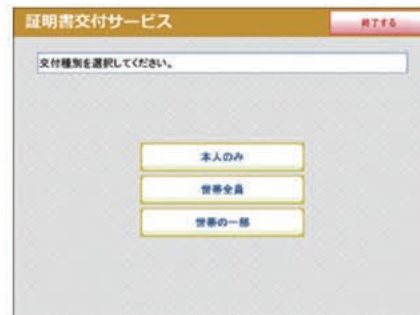 証明書交付サービス
終了する
交付種別を選択してください。
本人のみ
世帯全員
世帯の一部